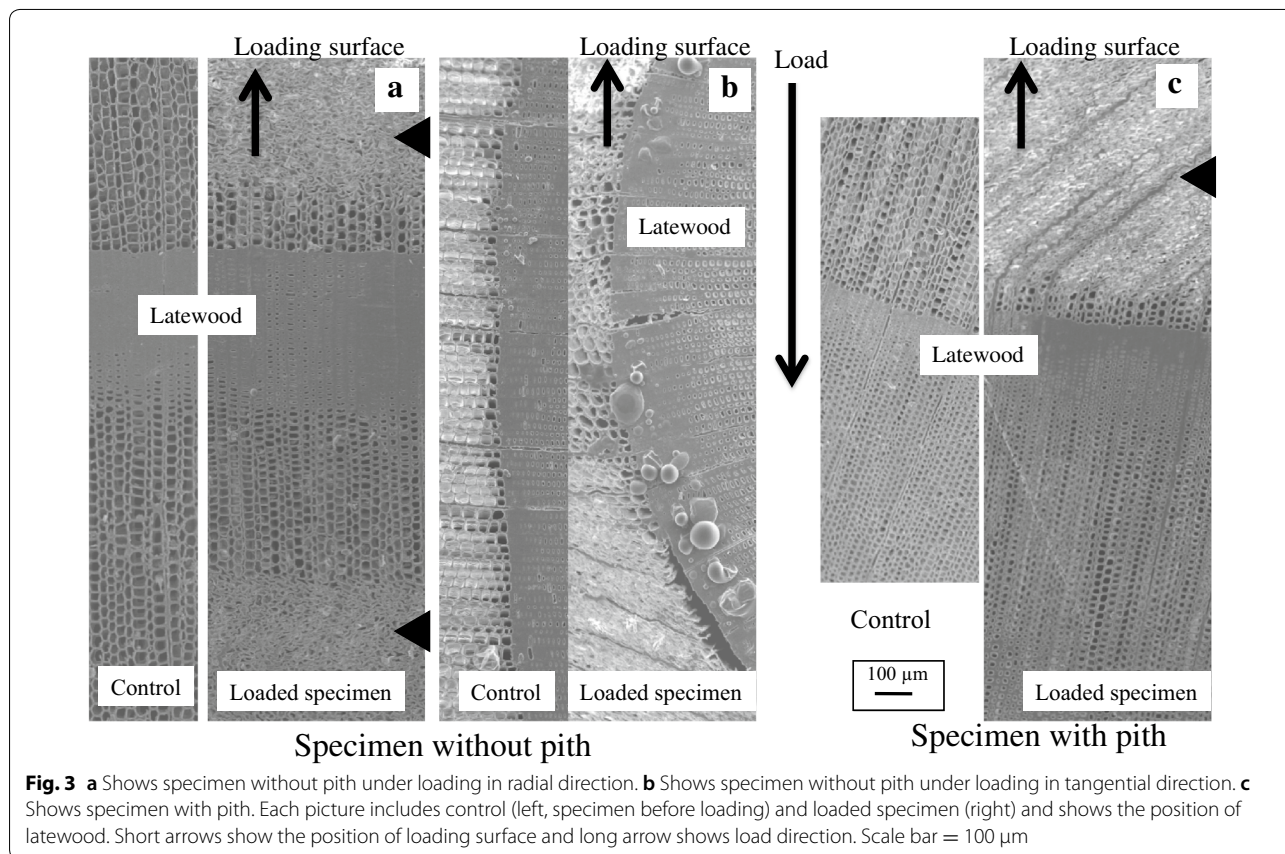 Loading surface
a
Latewood
Control
Loaded specimen
Loading surface
b
Latewood
Control
Loaded specimen
Specimen without pith
Load
Loading surface
c
Latewood
Control
100 µm
Loaded specimen
Specimen with pith
Fig. 3 a Shows specimen without pith under loading in radial direction. b Shows specimen without pith under loading in tangential direction. c
Shows specimen with pith. Each picture includes control (left, specimen before loading) and loaded specimen (right) and shows the position of
latewood. Short arrows show the position of loading surface and long arrow shows load direction. Scale bar = 100 µm